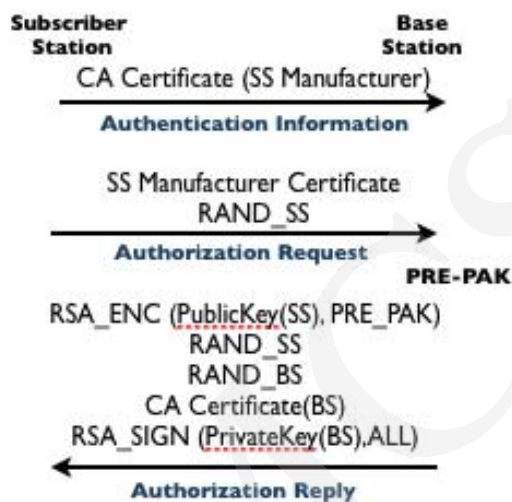 Subscriber Station
Base Station
CA Certificate (SS Manufacturer)
Authentication Information
SS Manufacturer Certificate
RAND_SS
Authorization Request
PRE-PAK
RSA_ENC (PublicKey(SS), PRE_PAK)
RAND_SS
RAND_BS
CA Certificate(BS)
RSA_SIGN (PrivateKey(BS),ALL)
Authorization Reply